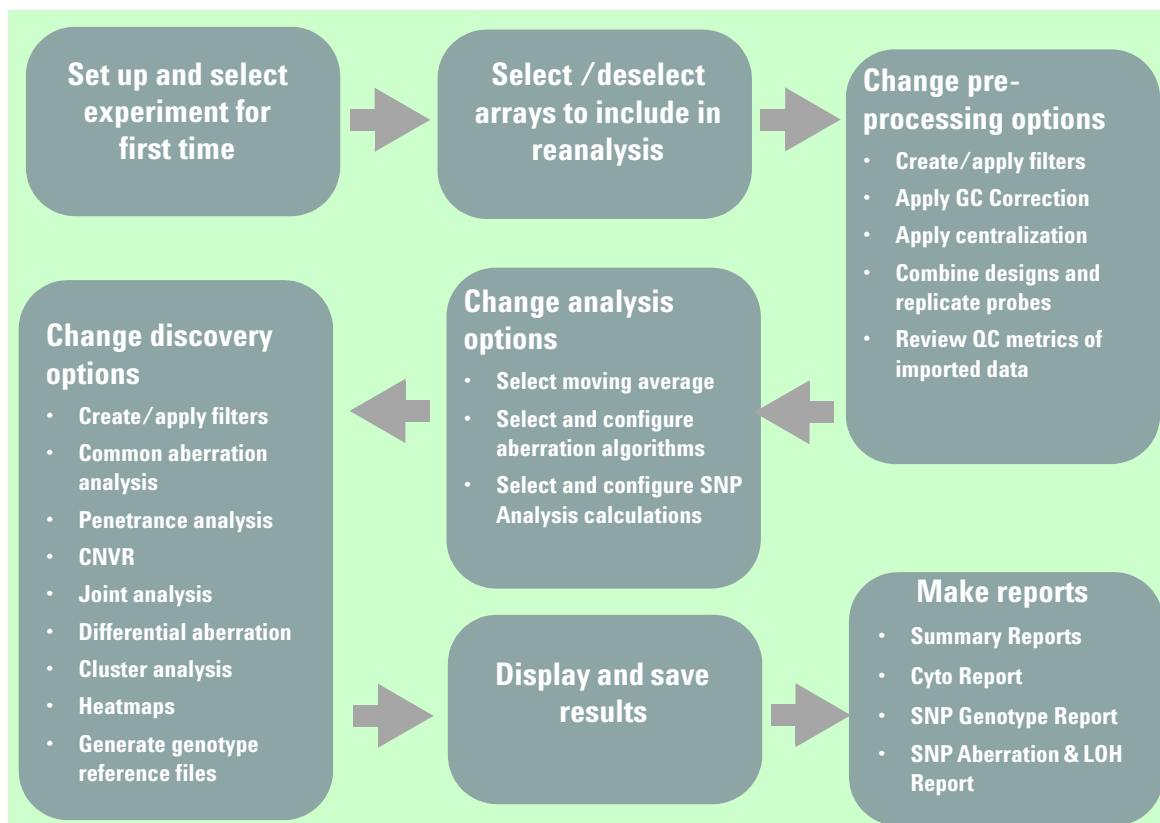 Set up and select
experiment for
first time
Select /deselect
arrays to include in
reanalysis
Change pre-
processing options
• Create/apply filters
• Apply GC Correction
• Apply centralization
• Combine designs and
replicate probes
• Review QC metrics of
imported data
Change analysis
options
• Select moving average
• Select and configure
aberration algorithms
• Select and configure SNP
Analysis calculations
Change discovery
options
• Create/apply filters
• Common aberration
analysis
• Penetrance analysis
• CNVR
• Joint analysis
• Differential aberration
• Cluster analysis
• Heatmaps
• Generate genotype
reference files
Display and save
results
Make reports
• Summary Reports
• Cyto Report
• SNP Genotype Report
• SNP Aberration & LOH
Report